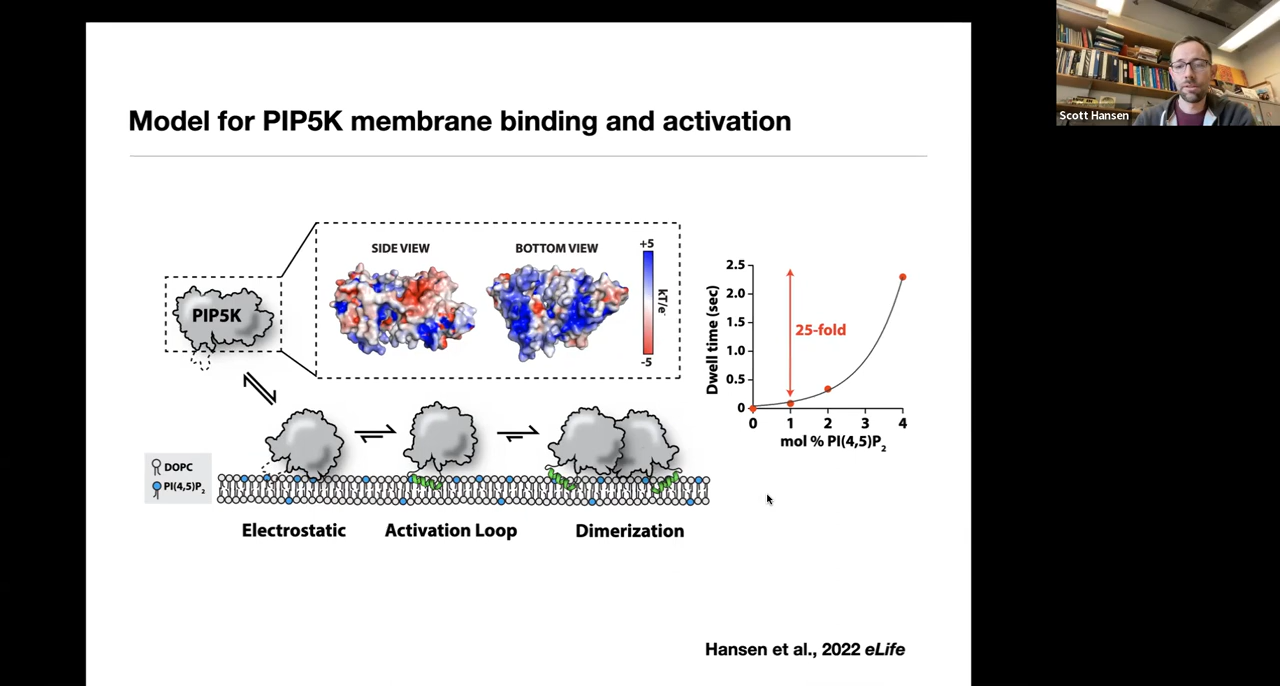 Scott Hansen
Model for PIP5K membrane binding and activation
SIDE VIEW
BOTTOM VIEW
+5
kT/e⁻
-5
PIP5K
DOPC
PI(4,5)P₂
Electrostatic
Activation Loop
Dimerization
2.5
2.0
1.5
1.0
0.5
0
Dwell time (sec)
25-fold
0 1 2 3 4
mol % PI(4,5)P₂
Hansen et al., 2022 eLife